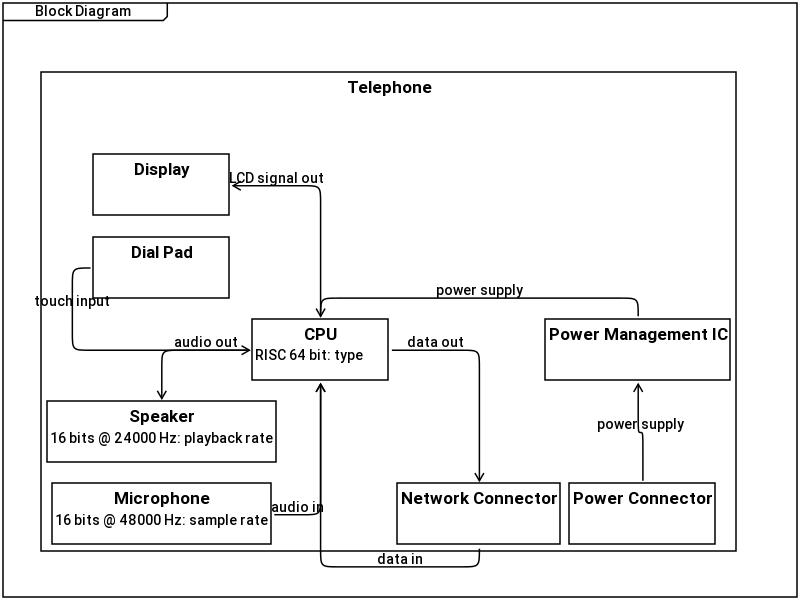 Block Diagram
Telephone
Display
LCD signal out
Dial Pad
touch input
power supply
audio out
CPU
RISC 64 bit: type
data out
Power Management IC
Speaker
16 bits @ 24000 Hz: playback rate
power supply
Microphone
16 bits @ 48000 Hz: sample rate
audio in
Network Connector
Power Connector
data in